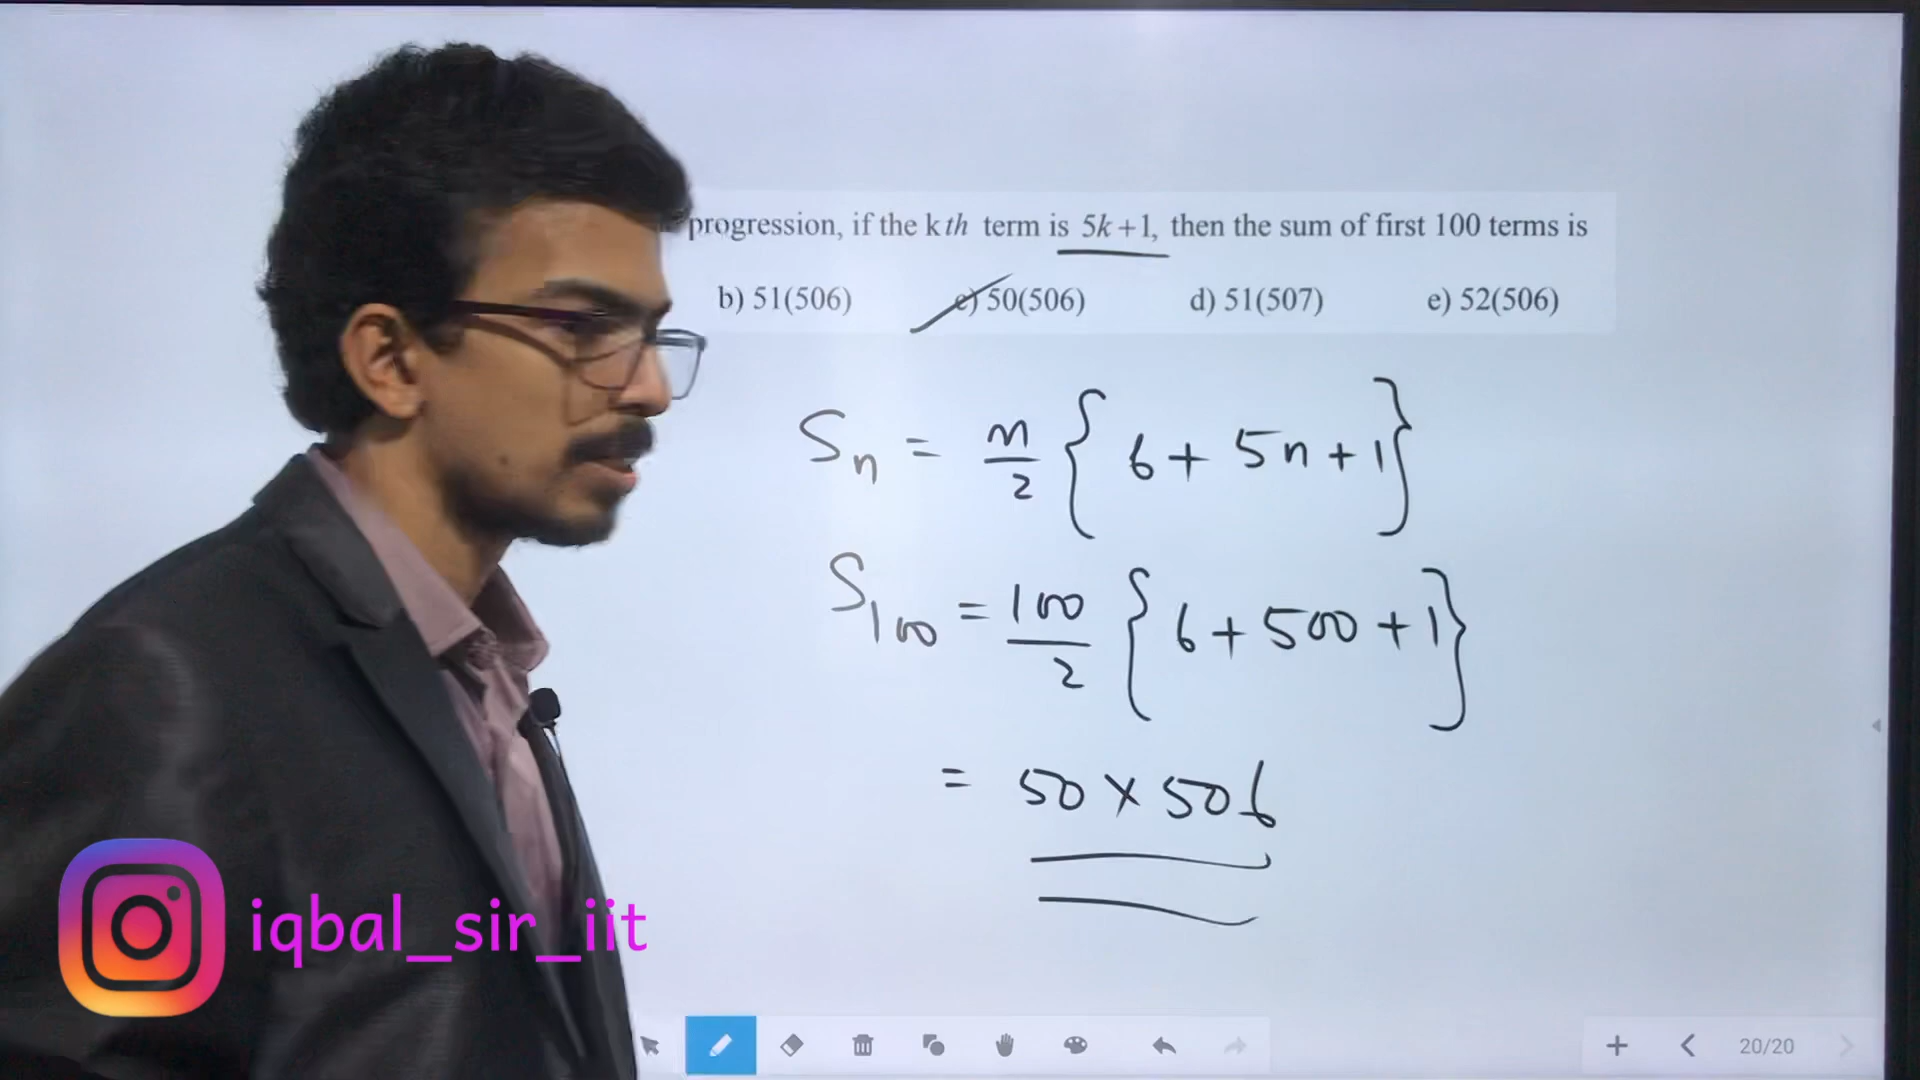 progression, if the kth term is 5k+1, then the sum of first 100 terms is
b) 51(506) c) 50(506) d) 51(507) e) 52(506)
Sn = n/2 { 6 + 5n + 1 }
S100 = 100/2 { 6 + 500 + 1 }
= 50 × 506
iqbal_sir_iit
20/20